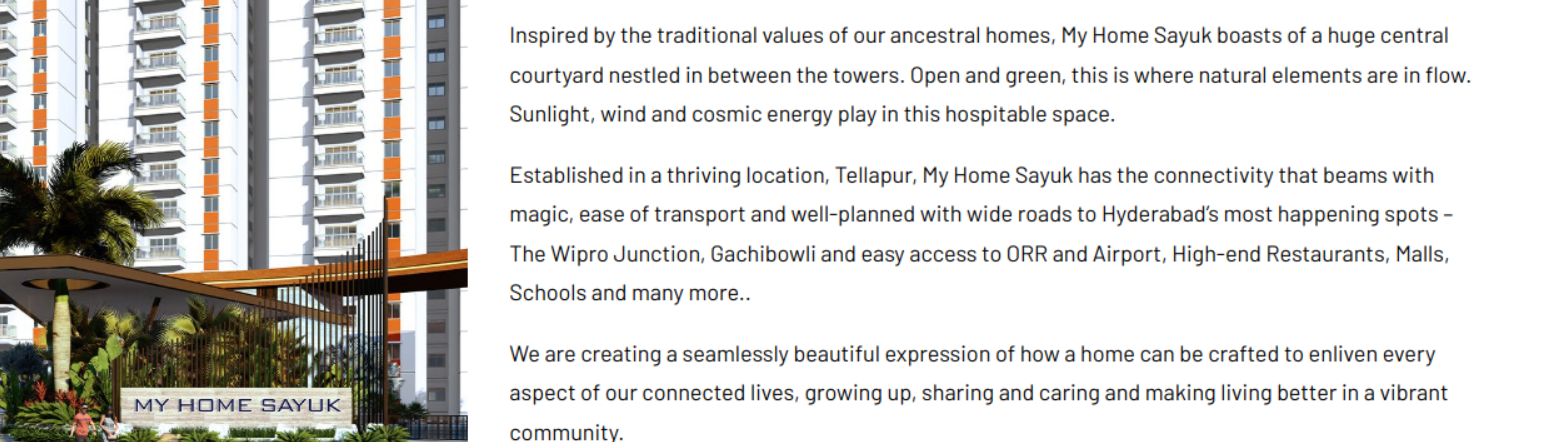 Inspired by the traditional values of our ancestral homes, My Home Sayuk boasts of a huge central
courtyard nestled in between the towers. Open and green, this is where natural elements are in flow.
Sunlight, wind and cosmic energy play in this hospitable space.
Established in a thriving location, Tellapur, My Home Sayuk has the connectivity that beams with
magic, ease of transport and well-planned with wide roads to Hyderabad’s most happening spots –
The Wipro Junction, Gachibowli and easy access to ORR and Airport, High-end Restaurants, Malls,
Schools and many more..
We are creating a seamlessly beautiful expression of how a home can be crafted to enliven every
aspect of our connected lives, growing up, sharing and caring and making living better in a vibrant
community.
MY HOME SAYUK